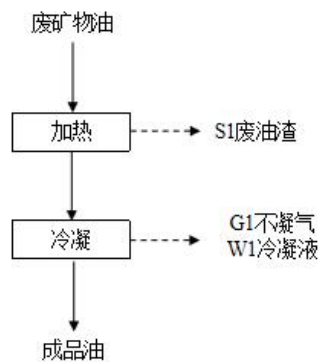 废矿物油
加热
S1废油渣
冷凝
G1不凝气
W1冷凝液
成品油